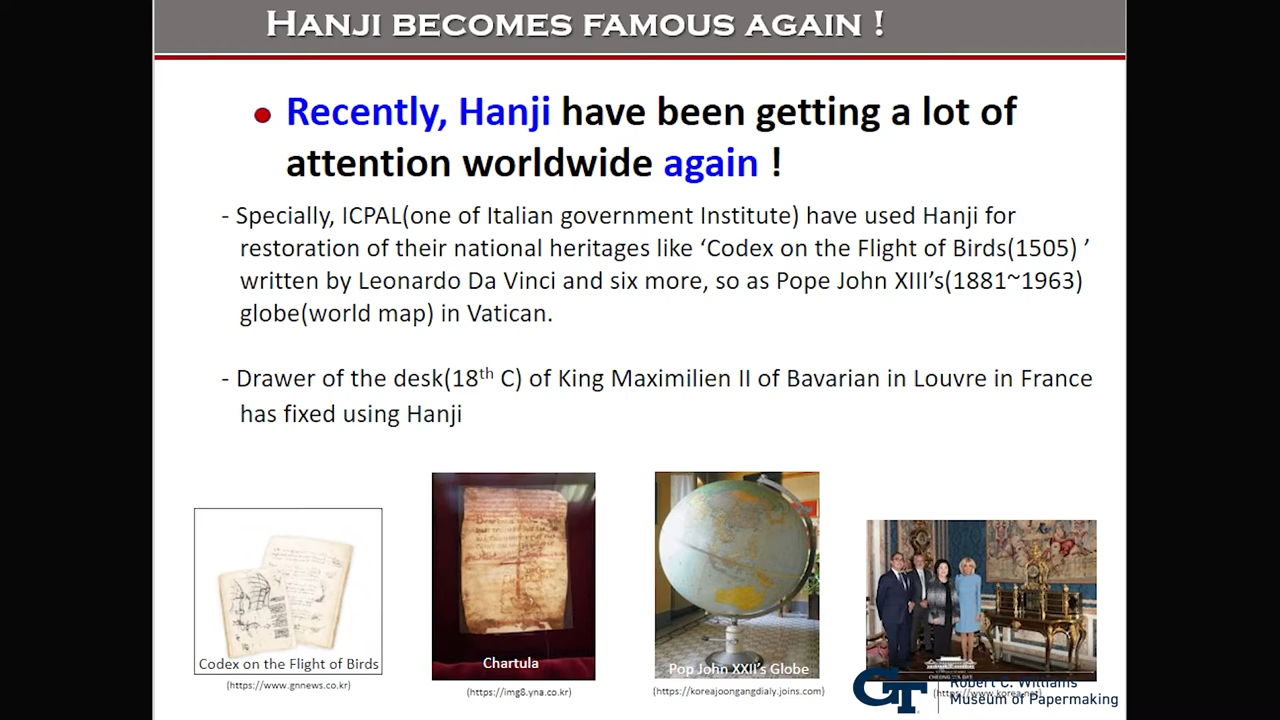 HANJI BECOMES FAMOUS AGAIN !
Recently, Hanji have been getting a lot of
attention worldwide again !
- Specially, ICPAL(one of Italian government Institute) have used Hanji for
restoration of their national heritages like ‘Codex on the Flight of Birds(1505) ’
written by Leonardo Da Vinci and six more, so as Pope John XIII’s(1881~1963)
globe(world map) in Vatican.
- Drawer of the desk(18th C) of King Maximilien II of Bavarian in Louvre in France
has fixed using Hanji
Codex on the Flight of Birds
(https://www.gnnews.co.kr)
Chartula
(https://img8.yna.co.kr)
Pop John XXII’s Globe
(https://koreajoongangdialy.joins.com)
(https://www.korea.net)
GT
Robert C. Williams
Museum of Papermaking